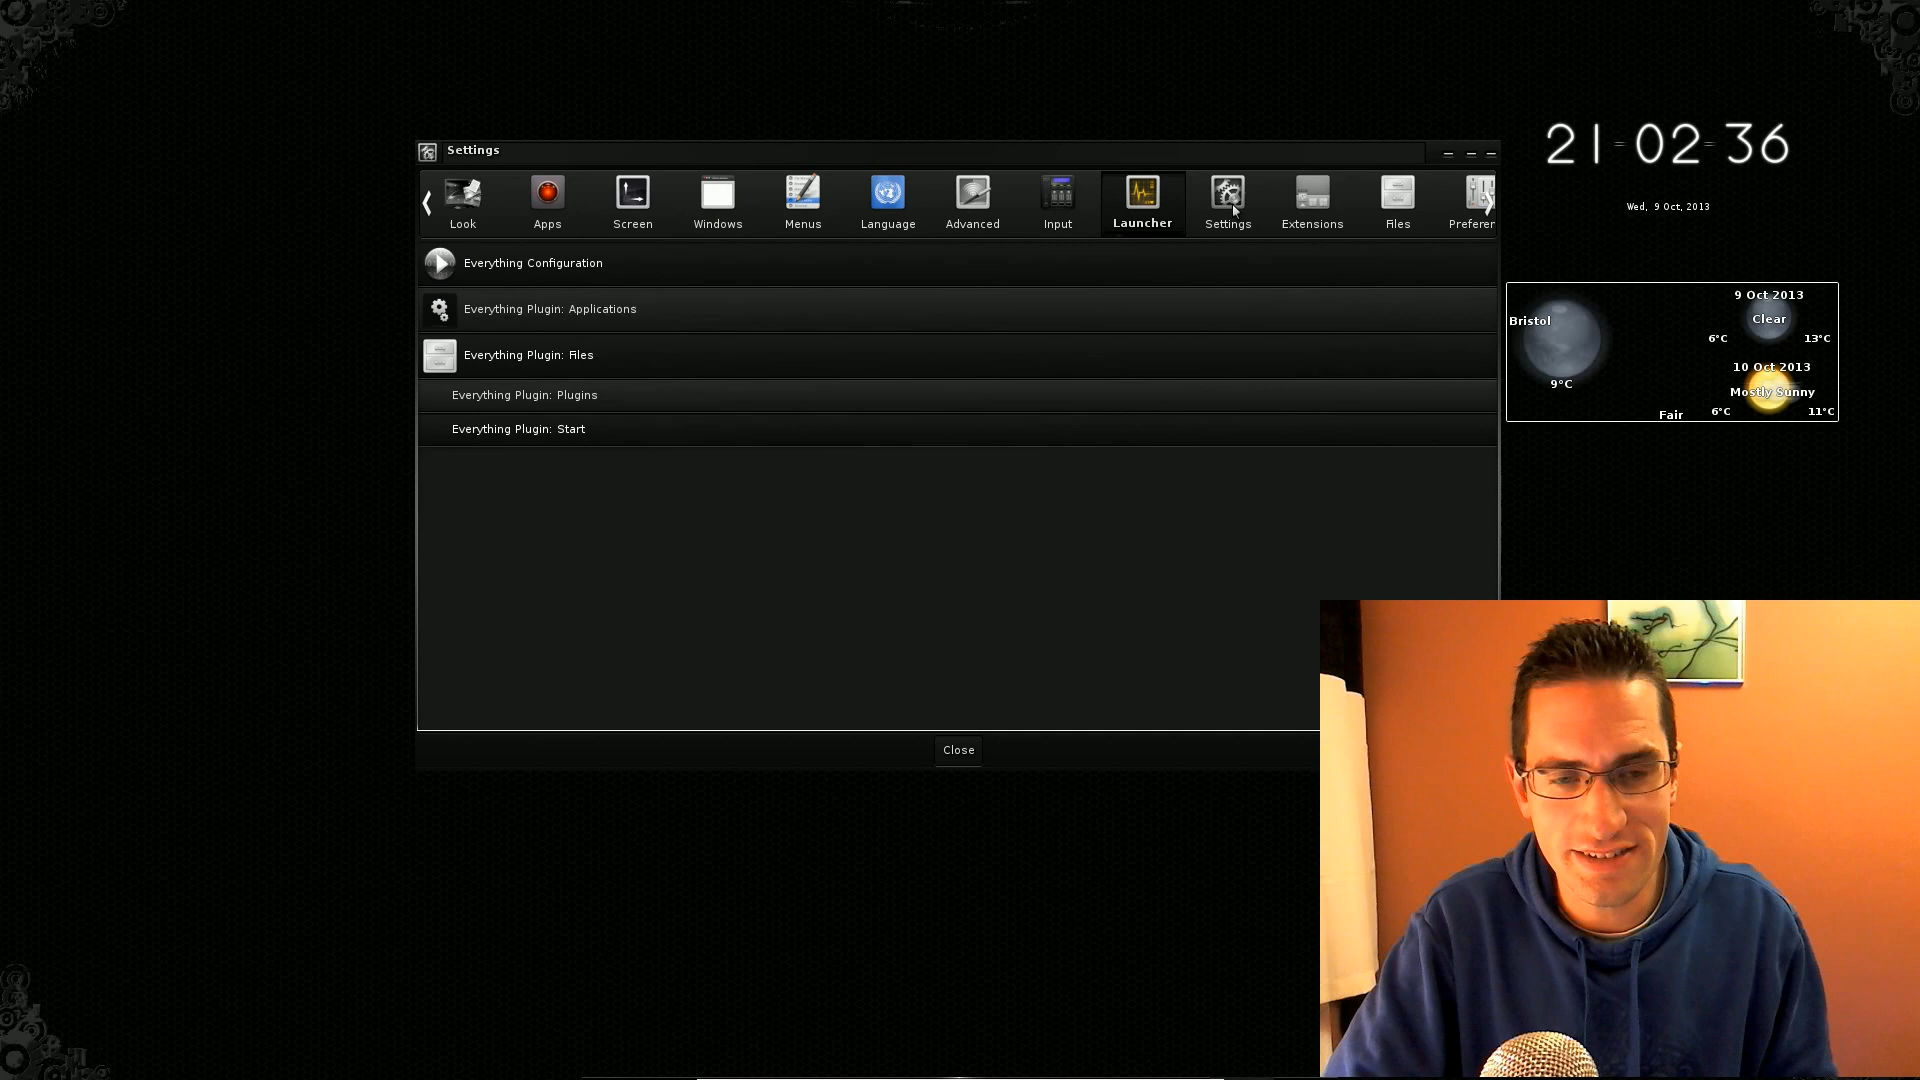 Settings
21-02-36
Wed, 9 Oct, 2013
Look
Apps
Screen
Windows
Menus
Language
Advanced
Input
Launcher
Settings
Extensions
Files
Preferen
Everything Configuration
Everything Plugin: Applications
Everything Plugin: Files
Everything Plugin: Plugins
Everything Plugin: Start
Close
Bristol
9°C
Fair
9 Oct 2013
Clear
6°C
13°C
10 Oct 2013
Mostly Sunny
6°C
11°C